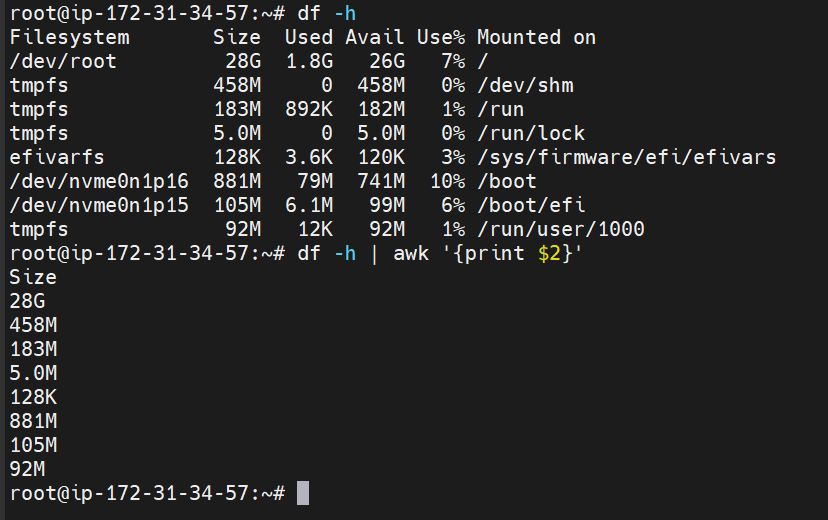 root@ip-172-31-34-57:~# df -h
Filesystem       Size  Used Avail Use% Mounted on
/dev/root         28G  1.8G   26G   7% /
tmpfs            458M     0  458M   0% /dev/shm
tmpfs            183M  892K  182M   1% /run
tmpfs            5.0M     0  5.0M   0% /run/lock
efivarfs         128K  3.6K  120K   3% /sys/firmware/efi/efivars
/dev/nvme0n1p16  881M   79M  741M  10% /boot
/dev/nvme0n1p15  105M  6.1M   99M   6% /boot/efi
tmpfs             92M   12K   92M   1% /run/user/1000
root@ip-172-31-34-57:~# df -h | awk '{print $2}'
Size
28G
458M
183M
5.0M
128K
881M
105M
92M
root@ip-172-31-34-57:~#